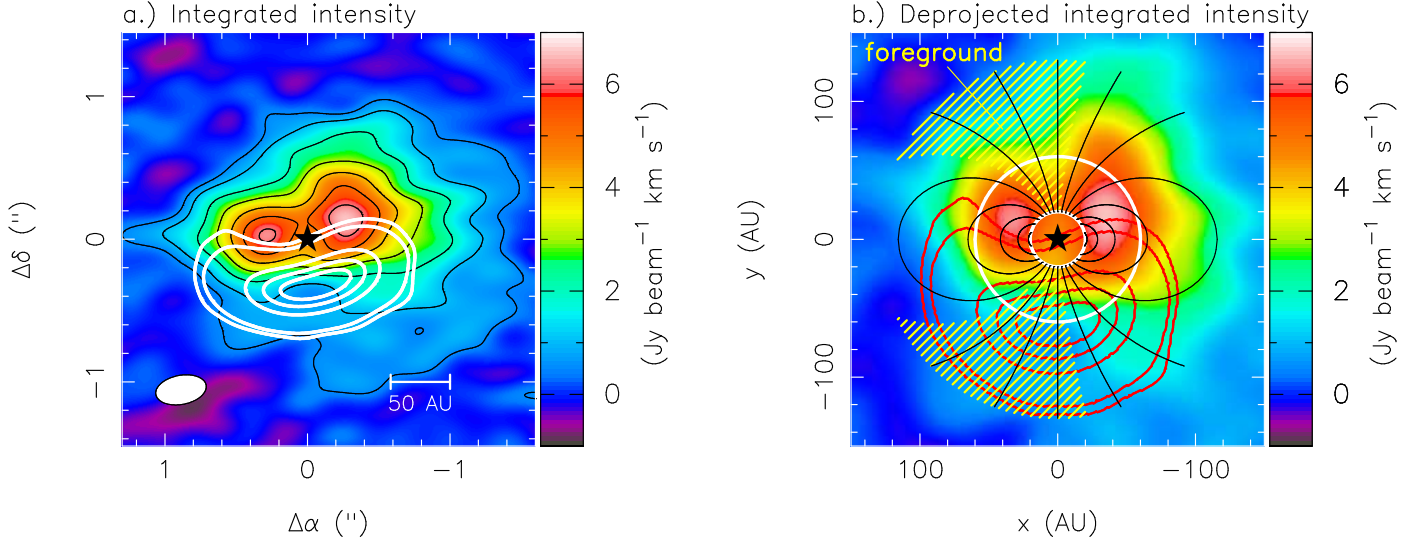 a.) Integrated intensity
1
0
−1
Δδ ('')
50 AU
1
0
−1
Δα ('')
6
4
2
0
(Jy beam⁻¹ km s⁻¹)
b.) Deprojected integrated intensity
foreground
100
0
−100
y (AU)
100
0
−100
x (AU)
6
4
2
0
(Jy beam⁻¹ km s⁻¹)